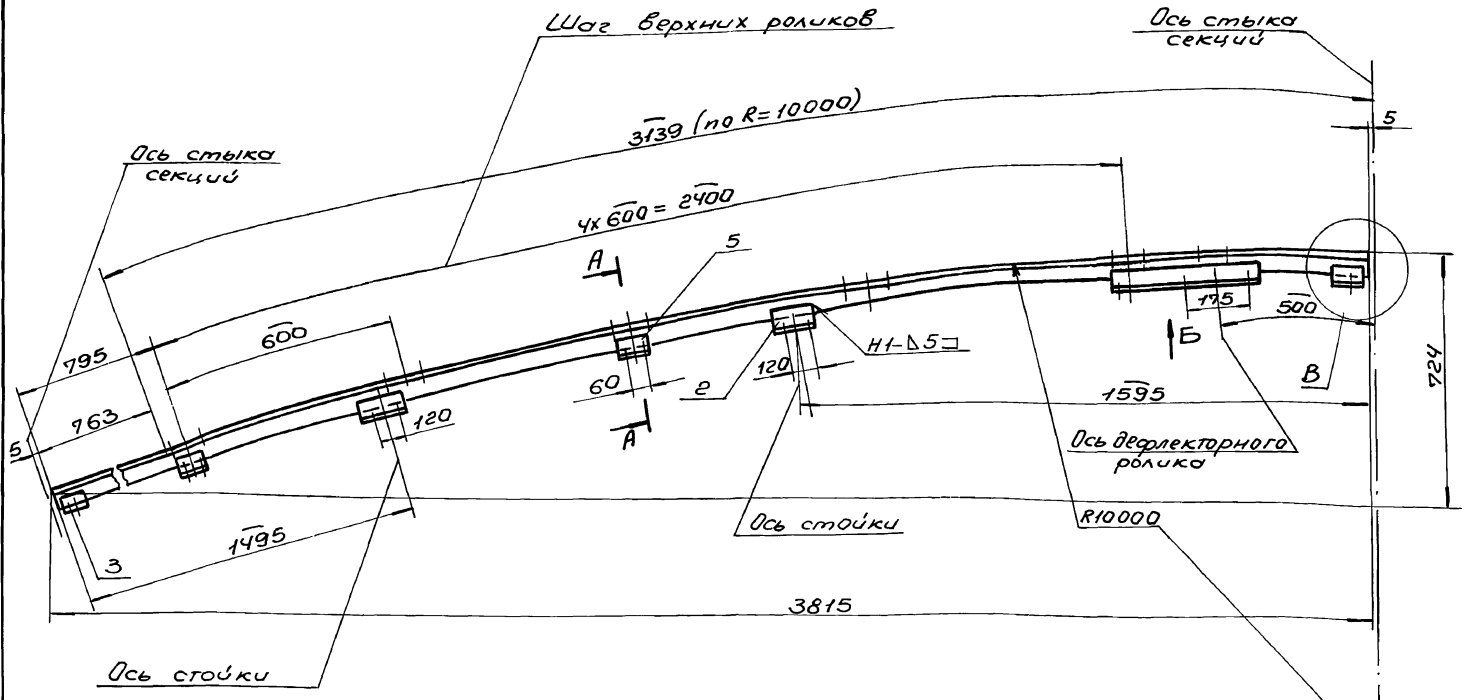 Шаг верхних роликов
Ось стыка
секций
3139 (по R=10000)
5
Ось стыка
секций
4х600=2400
5
А
600
795
175
500
Н1-Δ5⊐
Б
763
120
В
724
60
2
1595
120
А
5
Ось дефлекторного
ролика
Ось стойки
R10000
1495
3
3815
Ось стойки